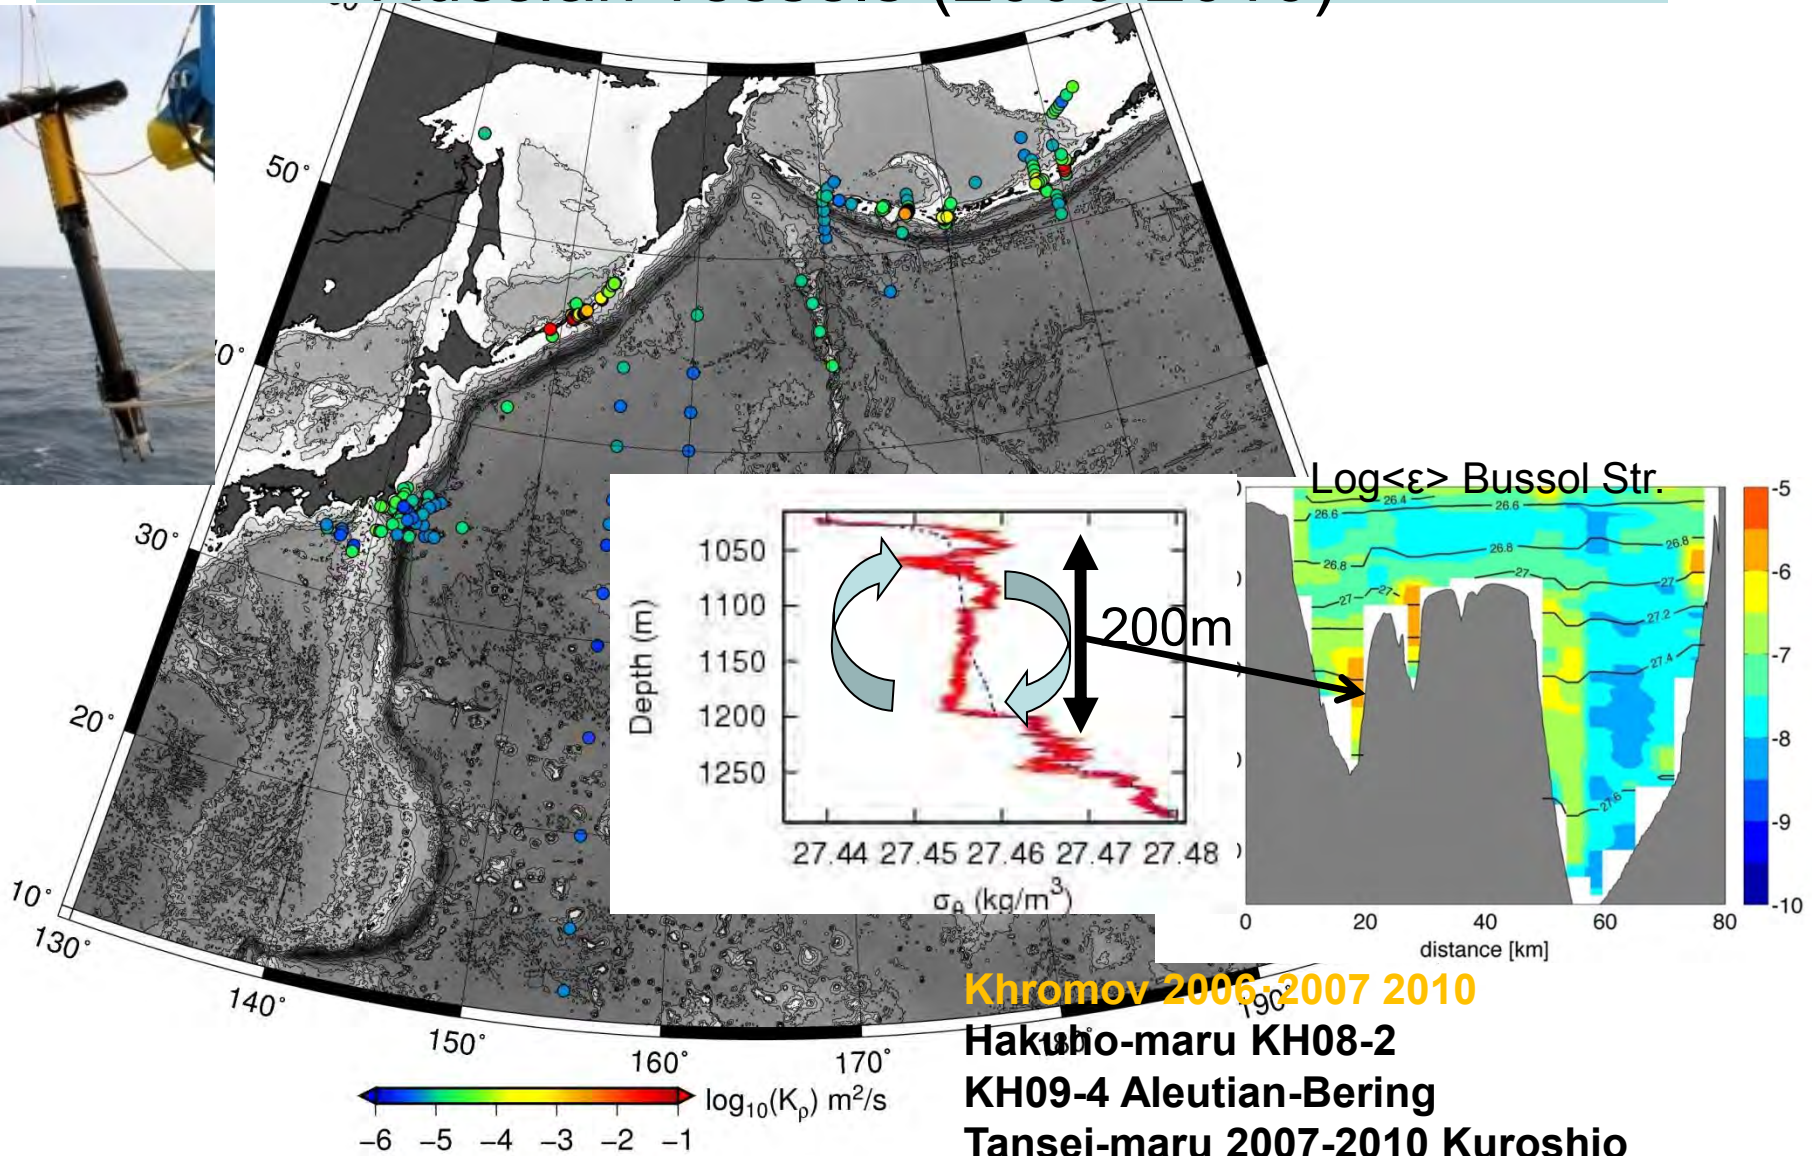 50˚
30˚
20˚
10˚
130˚
140˚
150˚
160˚
170˚
180˚
190˚
log₁₀(Kρ) m²/s
−6 −5 −4 −3 −2 −1
Depth (m)
1050
1100
1150
1200
1250
27.44 27.45 27.46 27.47 27.48
σθ (kg/m³)
200m
Log<ε> Bussol Str.
26.4
26.6
26.6
26.8
26.8
27
27
27
27
27.2
27.4
27.6
-5
-6
-7
-8
-9
-10
0 20 40 60 80
distance [km]
Khromov 2006・2007 2010
Hakuho-maru KH08-2
KH09-4 Aleutian-Bering
Tansei-maru 2007-2010 Kuroshio